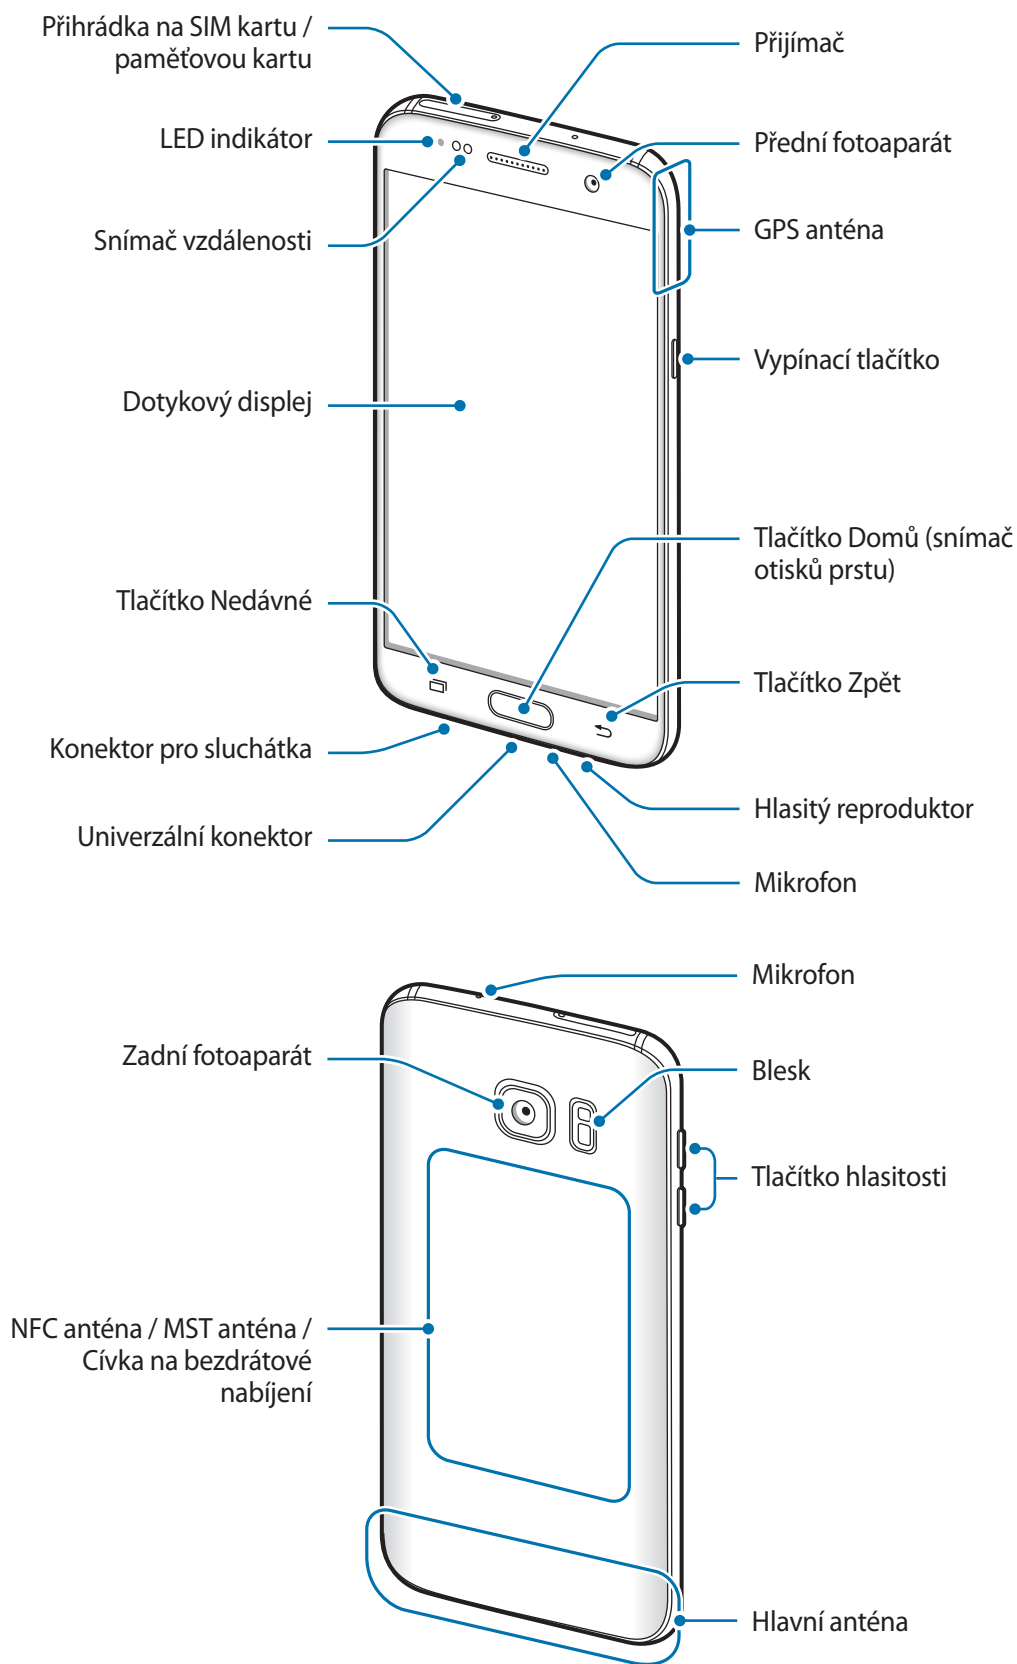 Přihrádka na SIM kartu /
paměťovou kartu
LED indikátor
Snímač vzdálenosti
Dotykový displej
Tlačítko Nedávné
Konektor pro sluchátka
Univerzální konektor
Přijímač
Přední fotoaparát
GPS anténa
Vypínací tlačítko
Tlačítko Domů (snímač
otisků prstu)
Tlačítko Zpět
Hlasitý reproduktor
Mikrofon
Zadní fotoaparát
NFC anténa / MST anténa /
Cívka na bezdrátové
nabíjení
Mikrofon
Blesk
Tlačítko hlasitosti
Hlavní anténa